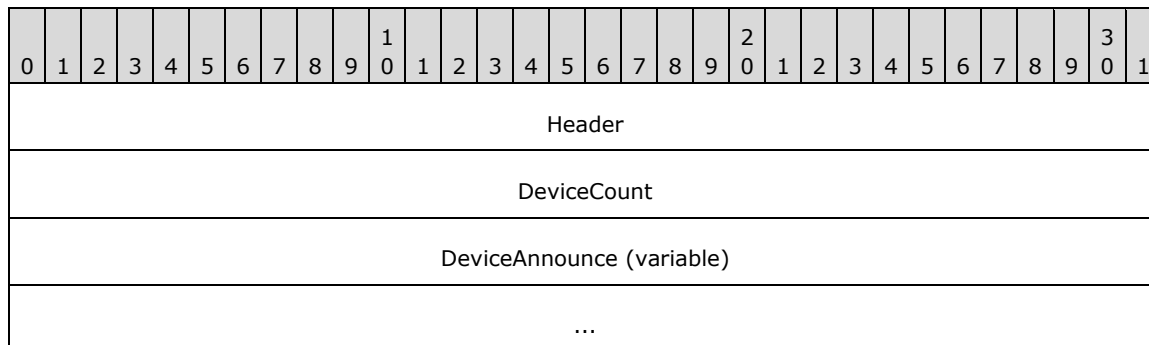 1 2 3
0 1 2 3 4 5 6 7 8 9 0 1 2 3 4 5 6 7 8 9 0 1 2 3 4 5 6 7 8 9 0 1
Header
DeviceCount
DeviceAnnounce (variable)
...